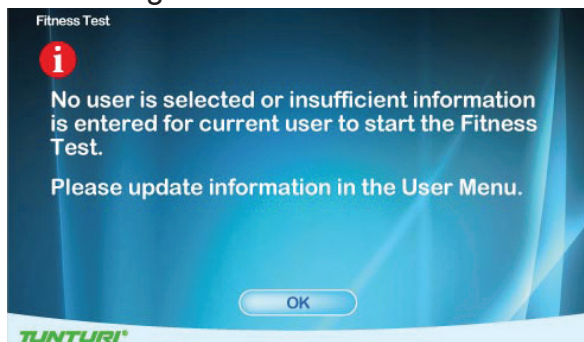 Fitness Test
i
No user is selected or insufficient information
is entered for current user to start the Fitness
Test.
Please update information in the User Menu.
OK
TUNTURI®